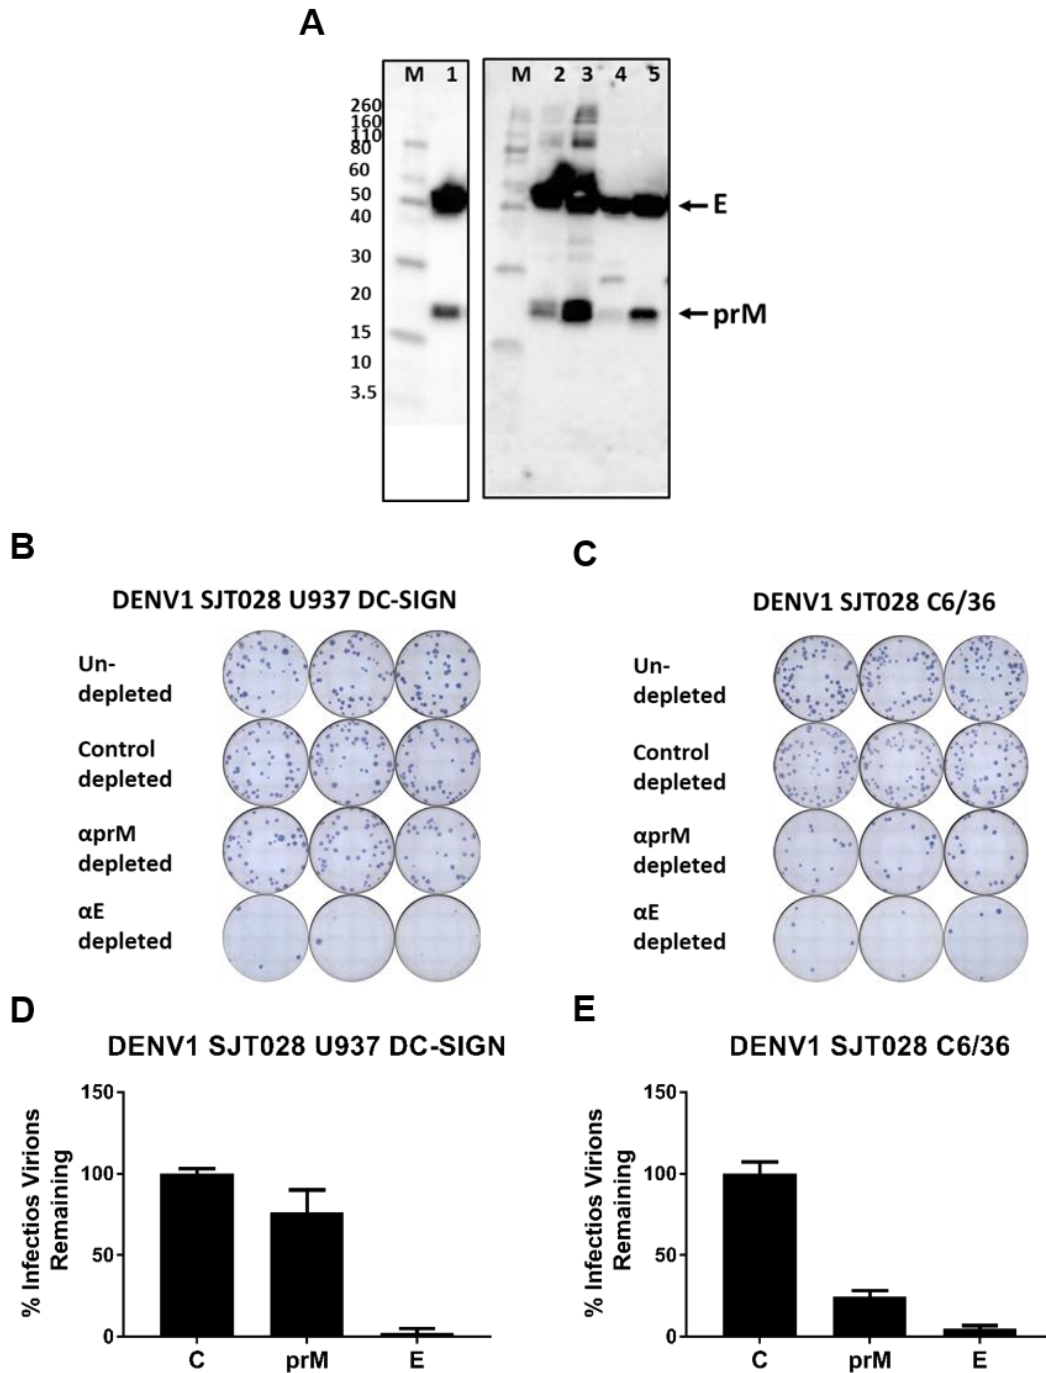 A
M 1
M 2 3 4 5
260
160
110
80
60
50
40
30
20
15
10
3.5
←E
←prM
B
DENV1 SJT028 U937 DC-SIGN
Un-
depleted
Control
depleted
αprM
depleted
αE
depleted
C
DENV1 SJT028 C6/36
Un-
depleted
Control
depleted
αprM
depleted
αE
depleted
D
DENV1 SJT028 U937 DC-SIGN
% Infectios Virions
Remaining
150
100
50
0
C prM E
E
DENV1 SJT028 C6/36
% Infectios Virions
Remaining
150
100
50
0
C prM E